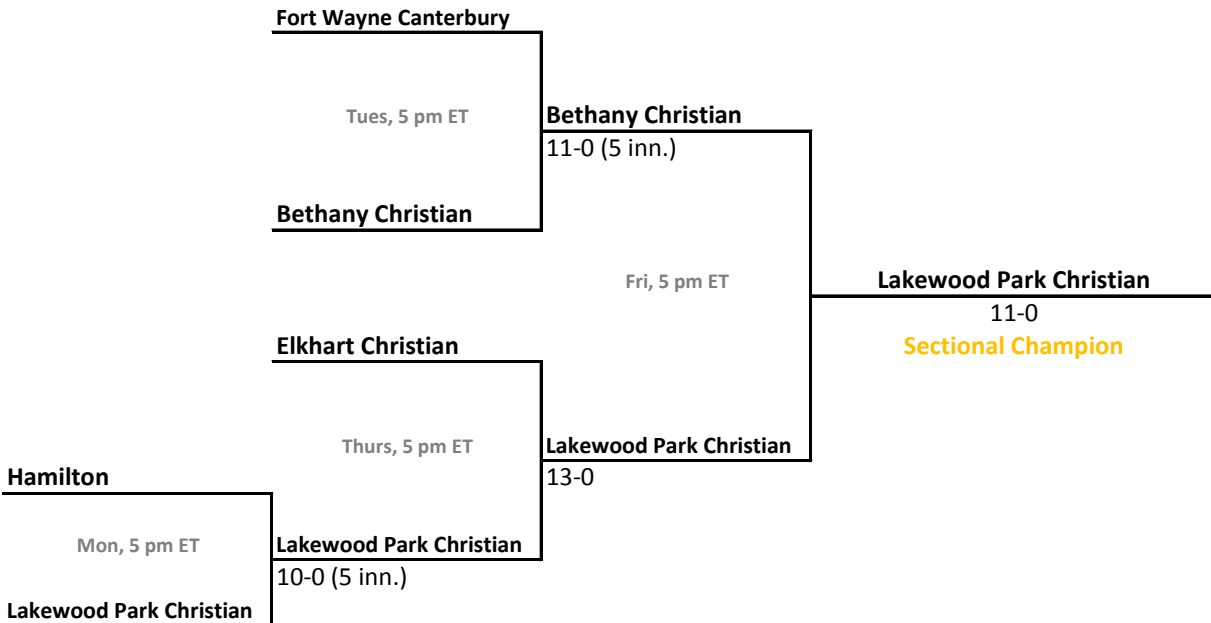 Fort Wayne Canterbury
Tues, 5 pm ET
Bethany Christian
11-0 (5 inn.)
Bethany Christian
Fri, 5 pm ET
Lakewood Park Christian
11-0
Sectional Champion
Elkhart Christian
Thurs, 5 pm ET
Lakewood Park Christian
13-0
Hamilton
Mon, 5 pm ET
Lakewood Park Christian
10-0 (5 inn.)
Lakewood Park Christian